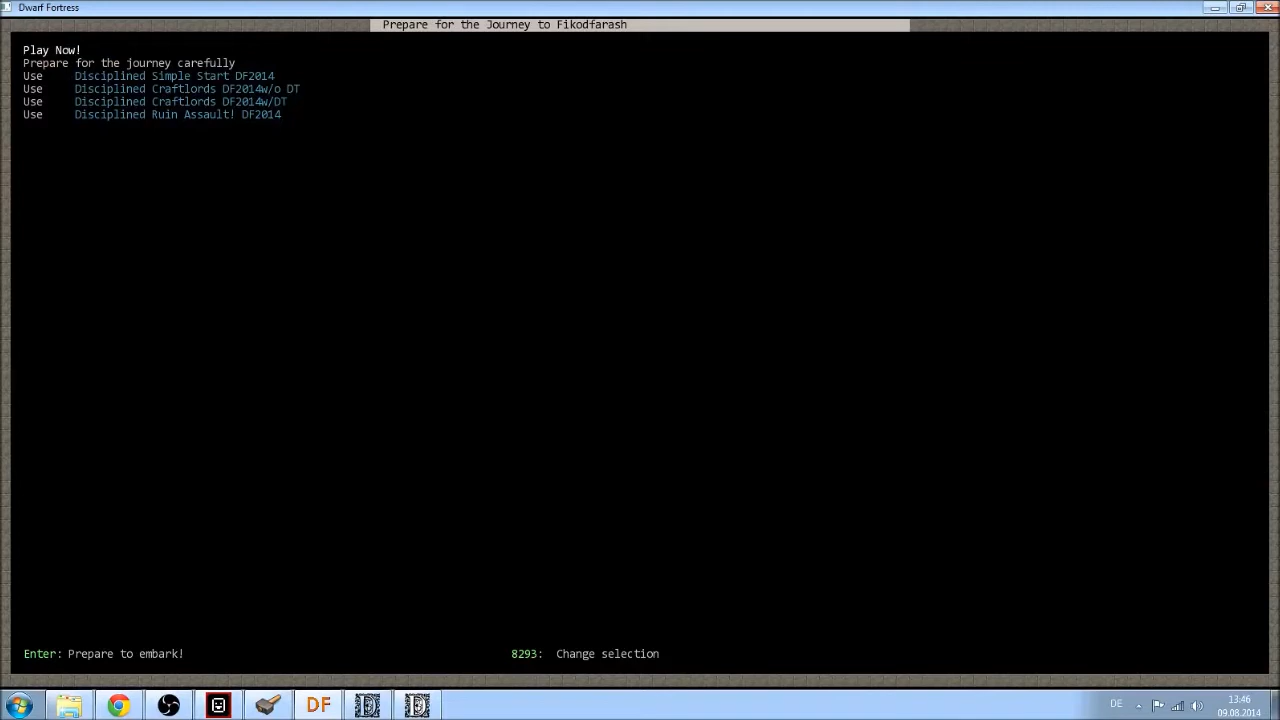 Dwarf Fortress
Prepare for the Journey to Fikodfarash
Play Now!
Prepare for the journey carefully
Use Disciplined Simple Start DF2014
Use Disciplined Craftlords DF2014w/o DT
Use Disciplined Craftlords DF2014w/DT
Use Disciplined Ruin Assault! DF2014
Enter: Prepare to embark!
8293: Change selection
DF
DE
13:46
09.08.2014